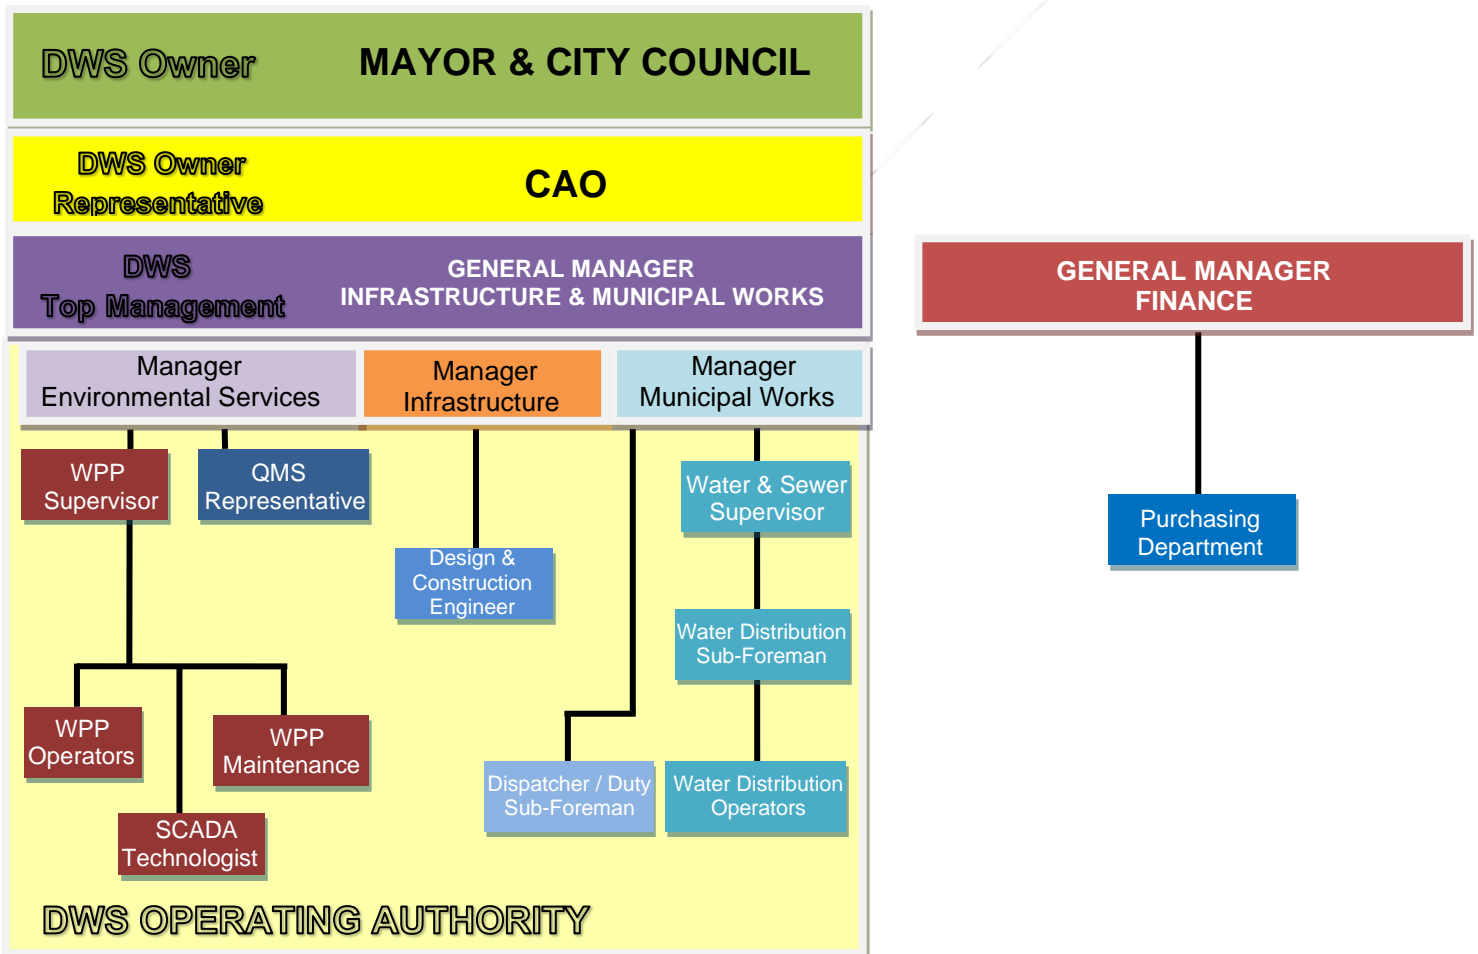 DWS Owner
MAYOR & CITY COUNCIL
DWS Owner
Representative
CAO
DWS
Top Management
GENERAL MANAGER
INFRASTRUCTURE & MUNICIPAL WORKS
GENERAL MANAGER
FINANCE
Manager
Environmental Services
Manager
Infrastructure
Manager
Municipal Works
WPP
Supervisor
QMS
Representative
Water & Sewer
Supervisor
Purchasing
Department
Design &
Construction
Engineer
Water Distribution
Sub-Foreman
WPP
Operators
WPP
Maintenance
Dispatcher / Duty
Sub-Foreman
Water Distribution
Operators
SCADA
Technologist
DWS OPERATING AUTHORITY